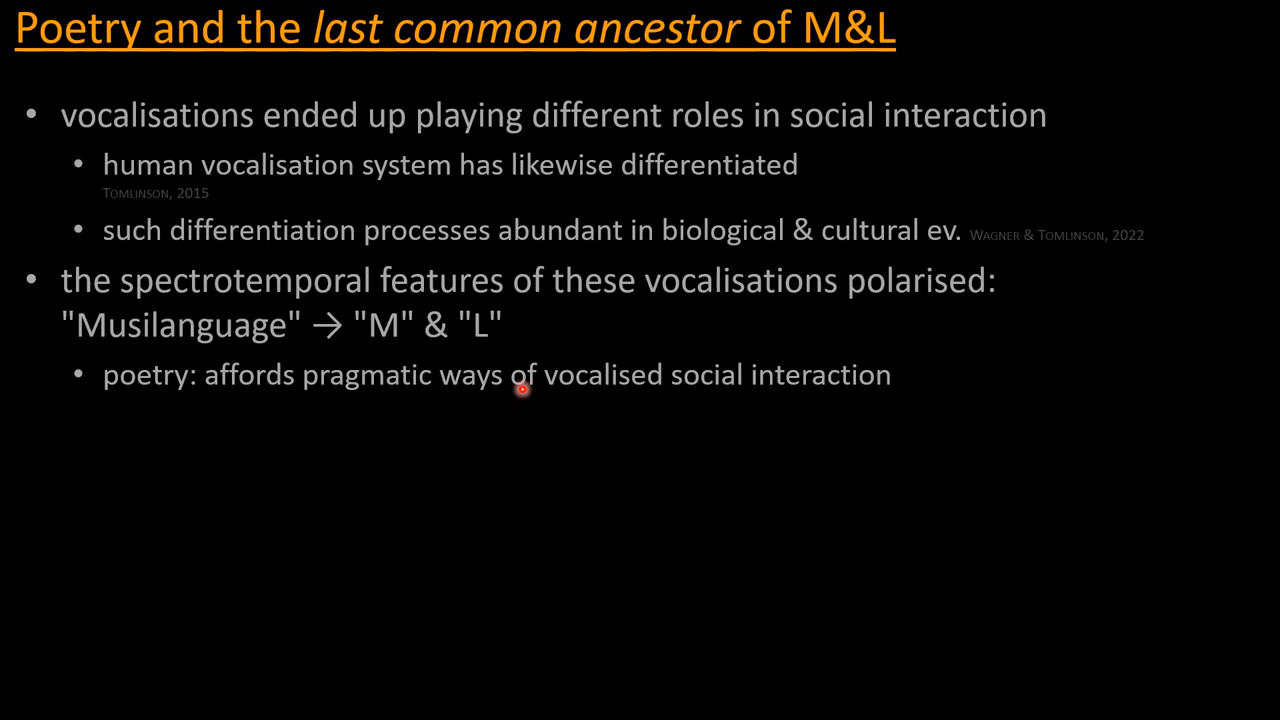 Poetry and the last common ancestor of M&L
• vocalisations ended up playing different roles in social interaction
• human vocalisation system has likewise differentiated
Tomlinson, 2015
• such differentiation processes abundant in biological & cultural ev. Wagner & Tomlinson, 2022
• the spectrotemporal features of these vocalisations polarised:
"Musilanguage" → "M" & "L"
• poetry: affords pragmatic ways of vocalised social interaction